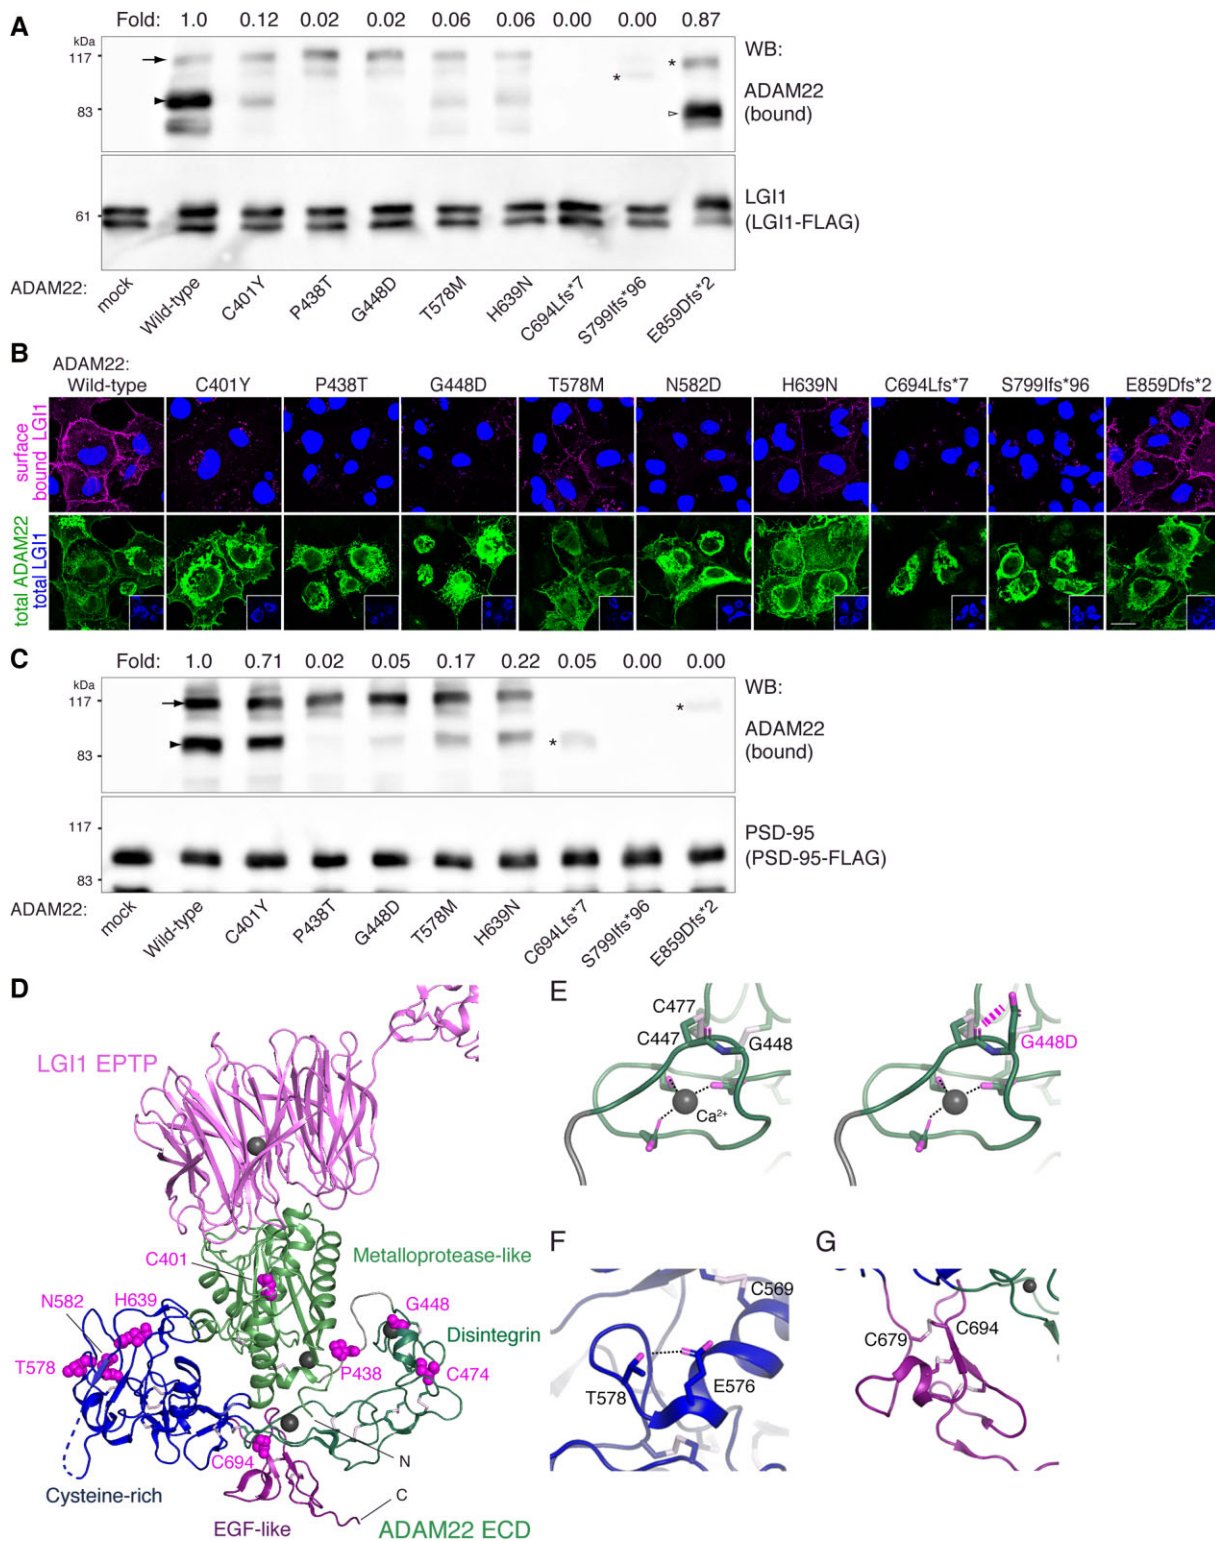 A
Fold: 1.0 0.12 0.02 0.02 0.06 0.06 0.00 0.00 0.87
kDa
117
83
*
*
WB:
ADAM22
(bound)
61
LGI1
(LGI1-FLAG)
ADAM22: mock Wild-type C401Y P438T G448D T578M H639N C694Lfs*7 S799Ifs*96 E859Dfs*2
B
ADAM22:
Wild-type C401Y P438T G448D T578M N582D H639N C694Lfs*7 S799Ifs*96 E859Dfs*2
surface
bound LGI1
total ADAM22
total LGI1
C
Fold: 1.0 0.71 0.02 0.05 0.17 0.22 0.05 0.00 0.00
kDa
117
83
*
*
WB:
ADAM22
(bound)
117
83
PSD-95
(PSD-95-FLAG)
ADAM22: mock Wild-type C401Y P438T G448D T578M H639N C694Lfs*7 S799Ifs*96 E859Dfs*2
D
LGI1 EPTP
Metalloprotease-like
C401
N582 H639
G448
Disintegrin
T578
P438
C474
C694
N
Cysteine-rich
C
EGF-like
ADAM22 ECD
E
C477
C447
G448
Ca2+
G448D
F
C569
T578
E576
G
C679
C694